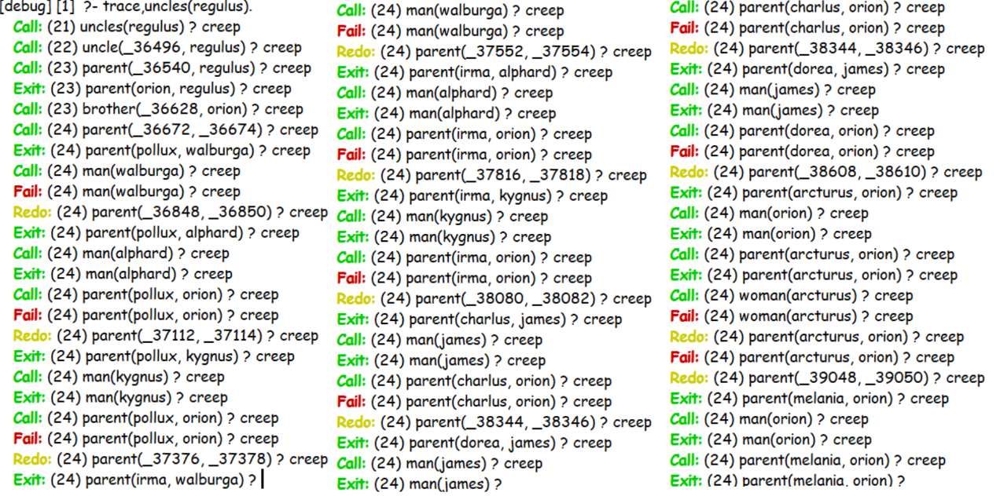 [debug] [1]  ?- trace,uncles(regulus).
Call: (21) uncles(regulus) ? creep
Call: (22) uncle(_36496, regulus) ? creep
Call: (23) parent(_36540, regulus) ? creep
Exit: (23) parent(orion, regulus) ? creep
Call: (23) brother(_36628, orion) ? creep
Call: (24) parent(_36672, _36674) ? creep
Exit: (24) parent(pollux, walburga) ? creep
Call: (24) man(walburga) ? creep
Fail: (24) man(walburga) ? creep
Redo: (24) parent(_36848, _36850) ? creep
Exit: (24) parent(pollux, alphard) ? creep
Call: (24) man(alphard) ? creep
Exit: (24) man(alphard) ? creep
Call: (24) parent(pollux, orion) ? creep
Fail: (24) parent(pollux, orion) ? creep
Redo: (24) parent(_37112, _37114) ? creep
Exit: (24) parent(pollux, kygnus) ? creep
Call: (24) man(kygnus) ? creep
Exit: (24) man(kygnus) ? creep
Call: (24) parent(pollux, orion) ? creep
Fail: (24) parent(pollux, orion) ? creep
Redo: (24) parent(_37376, _37378) ? creep
Exit: (24) parent(irma, walburga) ?
Call: (24) man(walburga) ? creep
Fail: (24) man(walburga) ? creep
Redo: (24) parent(_37552, _37554) ? creep
Exit: (24) parent(irma, alphard) ? creep
Call: (24) man(alphard) ? creep
Exit: (24) man(alphard) ? creep
Call: (24) parent(irma, orion) ? creep
Fail: (24) parent(irma, orion) ? creep
Redo: (24) parent(_37816, _37818) ? creep
Exit: (24) parent(irma, kygnus) ? creep
Call: (24) man(kygnus) ? creep
Exit: (24) man(kygnus) ? creep
Call: (24) parent(irma, orion) ? creep
Fail: (24) parent(irma, orion) ? creep
Redo: (24) parent(_38080, _38082) ? creep
Exit: (24) parent(charlus, james) ? creep
Call: (24) man(james) ? creep
Exit: (24) man(james) ? creep
Call: (24) parent(charlus, orion) ? creep
Fail: (24) parent(charlus, orion) ? creep
Redo: (24) parent(_38344, _38346) ? creep
Exit: (24) parent(dorea, james) ? creep
Call: (24) man(james) ? creep
Exit: (24) man(james) ?
Call: (24) parent(charlus, orion) ? creep
Fail: (24) parent(charlus, orion) ? creep
Redo: (24) parent(_38344, _38346) ? creep
Exit: (24) parent(dorea, james) ? creep
Call: (24) man(james) ? creep
Exit: (24) man(james) ? creep
Call: (24) parent(dorea, orion) ? creep
Fail: (24) parent(dorea, orion) ? creep
Redo: (24) parent(_38608, _38610) ? creep
Exit: (24) parent(arcturus, orion) ? creep
Call: (24) man(orion) ? creep
Exit: (24) man(orion) ? creep
Call: (24) parent(arcturus, orion) ? creep
Exit: (24) parent(arcturus, orion) ? creep
Call: (24) woman(arcturus) ? creep
Fail: (24) woman(arcturus) ? creep
Redo: (24) parent(arcturus, orion) ? creep
Fail: (24) parent(arcturus, orion) ? creep
Redo: (24) parent(_39048, _39050) ? creep
Exit: (24) parent(melania, orion) ? creep
Call: (24) man(orion) ? creep
Exit: (24) man(orion) ? creep
Call: (24) parent(melania, orion) ? creep
Exit: (24) parent(melania, orion) ?